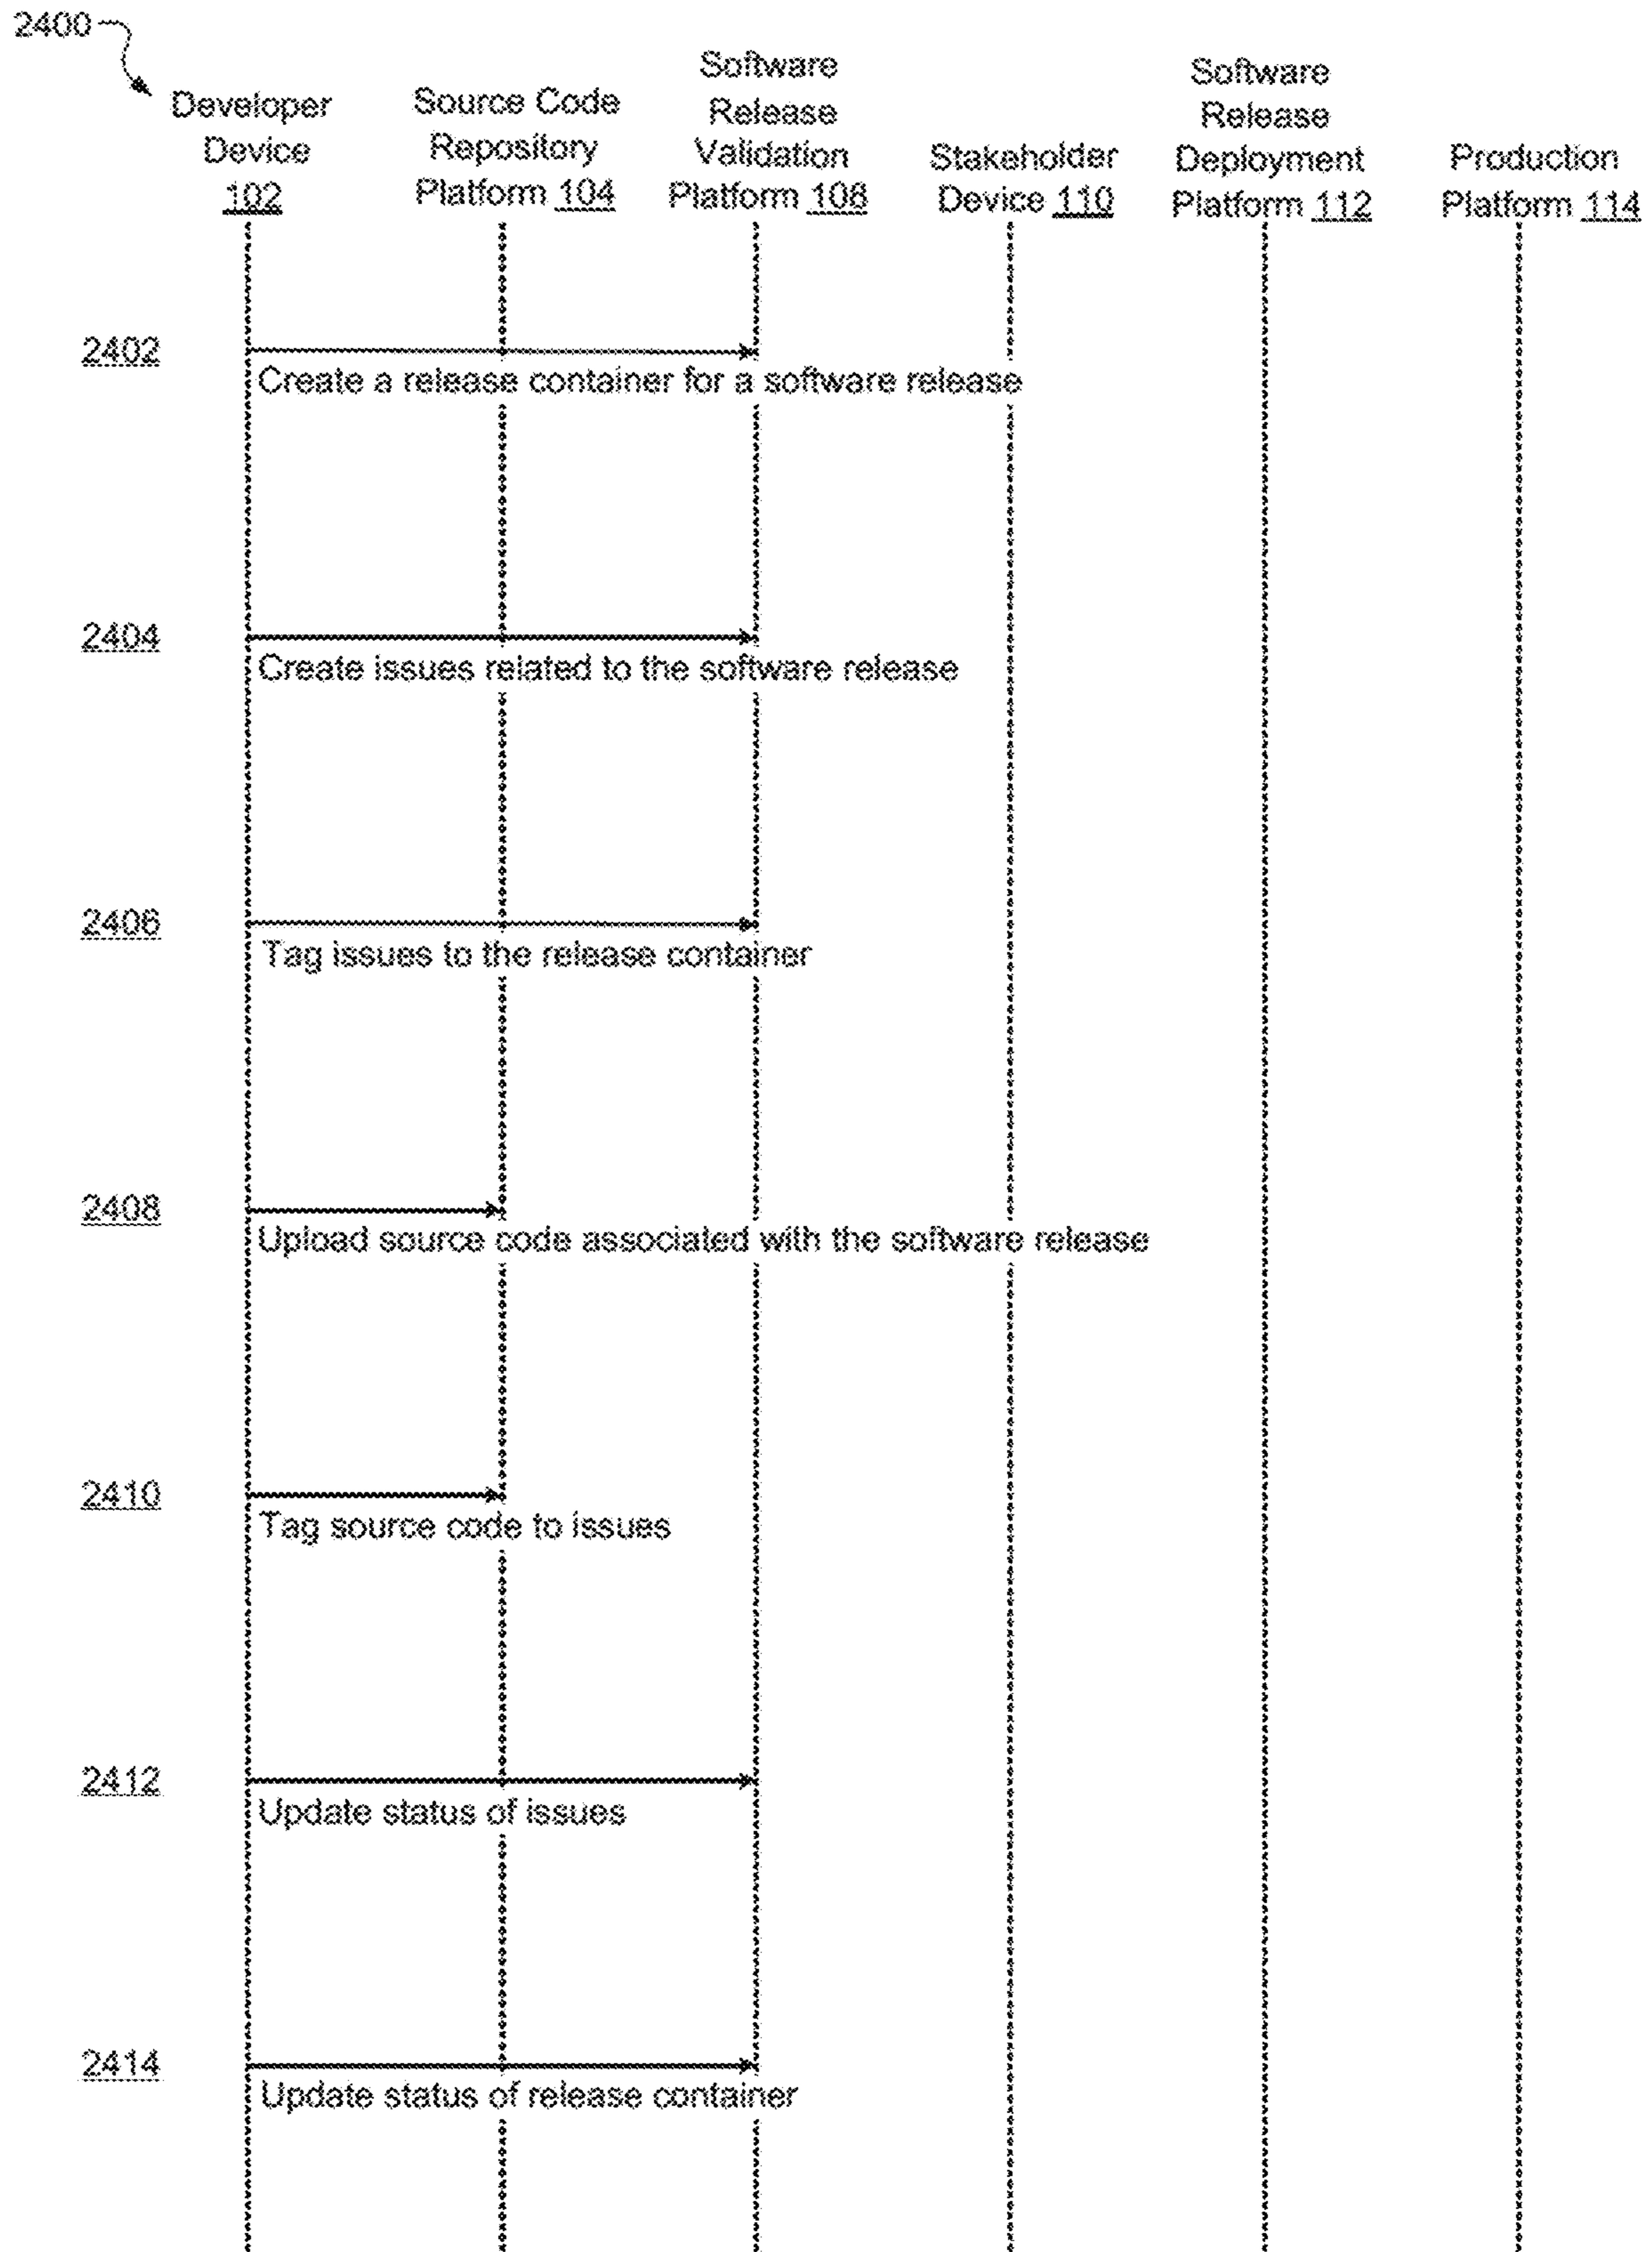 2400
Developer
Device
102
Source Code
Repository
Platform 104
Software
Release
Validation
Platform 108
Stakeholder
Device 110
Software
Release
Deployment
Platform 112
Production
Platform 114
2402
Create a release container for a software release
2404
Create issues related to the software release
2406
Tag issues to the release container
2408
Upload source code associated with the software release
2410
Tag source code to issues
2412
Update status of issues
2414
Update status of release container